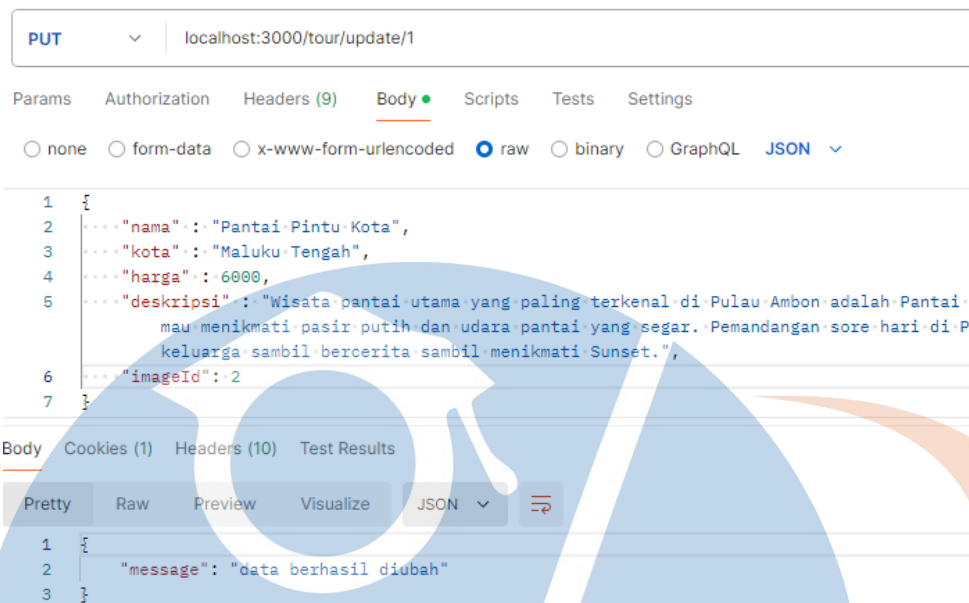 PUT localhost:3000/tour/update/1
Params Authorization Headers (9) Body Scripts Tests Settings
none form-data x-www-form-urlencoded raw binary GraphQL JSON
1 {
2 "nama" : "Pantai Pintu Kota",
3 "kota" : "Maluku Tengah",
4 "harga" : 6000,
5 "deskripsi" : "Wisata pantai utama yang paling terkenal di Pulau Ambon adalah Pantai
mau menikmati pasir putih dan udara pantai yang segar. Pemandangan sore hari di P
keluarga sambil bercerita sambil menikmati Sunset.",
6 "imageId": 2
7 }
Body Cookies (1) Headers (10) Test Results
Pretty Raw Preview Visualize JSON
1 {
2 "message": "data berhasil diubah"
3 }